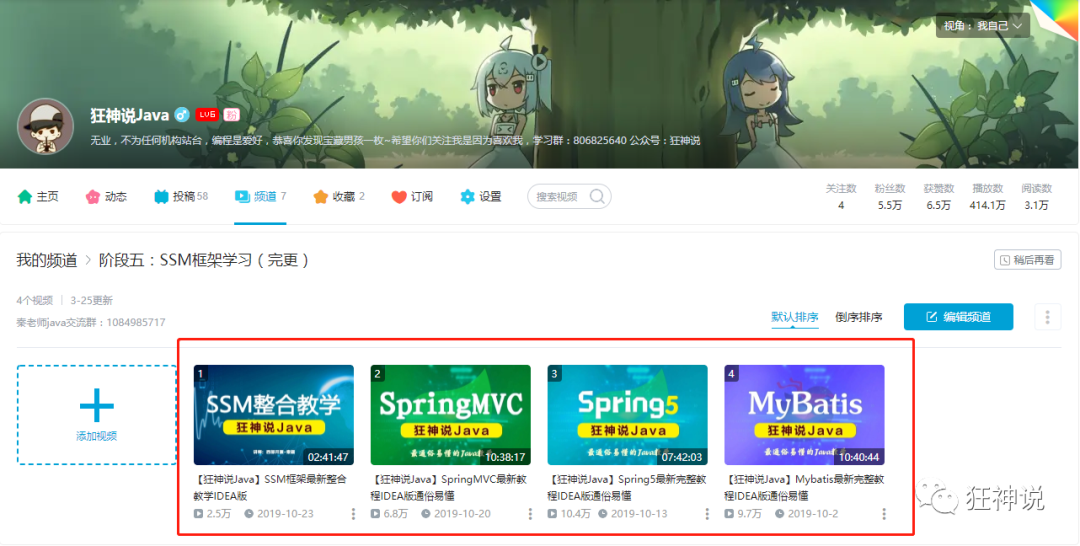 视角：我自己
狂神说Java LV5 粉
无业，不为任何机构站台，编程是爱好，恭喜你发现宝藏男孩一枚~希望你们关注我是因为喜欢我，学习群：806825640 公众号：狂神说
主页 动态 投稿 58 频道 7 收藏 2 订阅 设置 搜索视频
关注数 粉丝数 获赞数 播放数 阅读数
4 5.5万 6.5万 414.1万 3.1万
我的频道 > 阶段五：SSM框架学习（完更） 稍后再看
4个视频 | 3-25更新
秦老师java交流群：1084985717
默认排序 倒序排序 编辑频道
添加视频
1
SSM整合教学
狂神说Java
02:41:47
【狂神说Java】SSM框架最新整合
教学IDEA版
2.5万 2019-10-23
2
SpringMVC
狂神说Java
最通俗易懂的Java
10:38:17
【狂神说Java】SpringMVC最新教
程IDEA版通俗易懂
6.8万 2019-10-20
3
Spring5
狂神说Java
最通俗易懂的Java
07:42:03
【狂神说Java】Spring5最新完整教
程IDEA版通俗易懂
10.4万 2019-10-13
4
MyBatis
狂神说Java
最通俗易懂的Java
10:40:44
【狂神说Java】Mybatis最新完整教
程IDEA版通俗易懂
9.7万 2019-10-2
狂神说